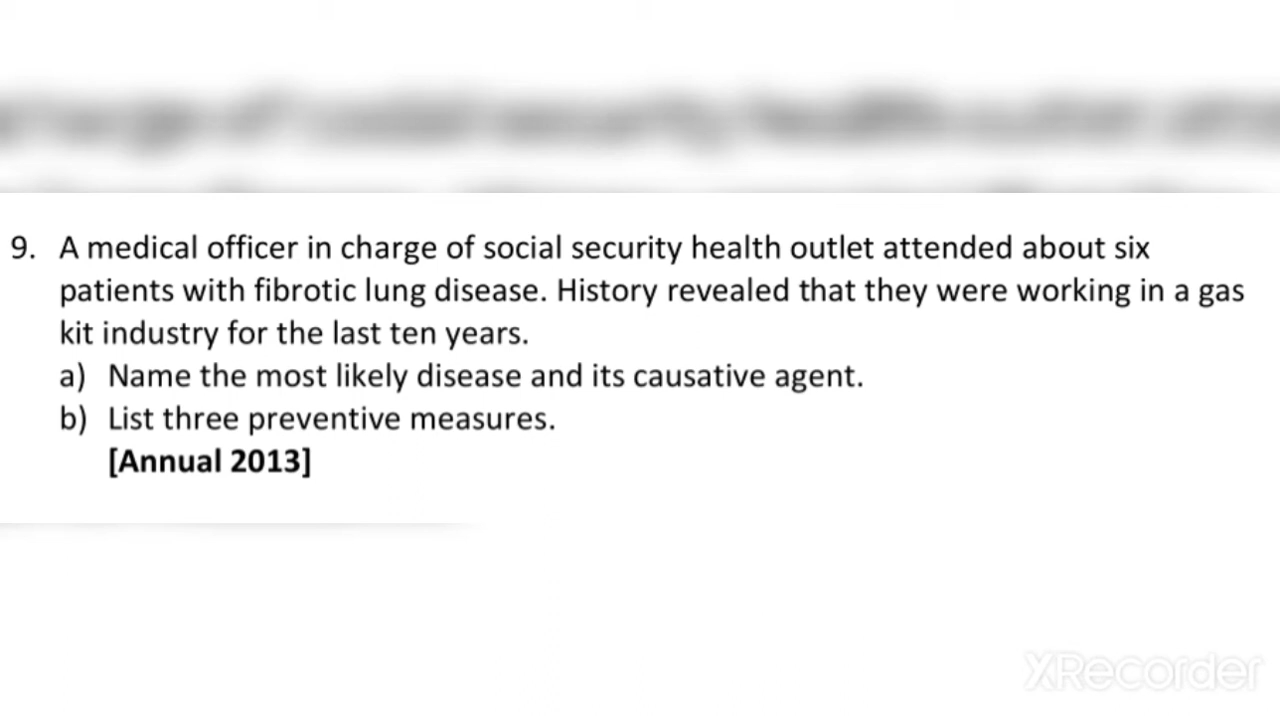 9. A medical officer in charge of social security health outlet attended about six
patients with fibrotic lung disease. History revealed that they were working in a gas
kit industry for the last ten years.
a) Name the most likely disease and its causative agent.
b) List three preventive measures.
[Annual 2013]
XRecorder